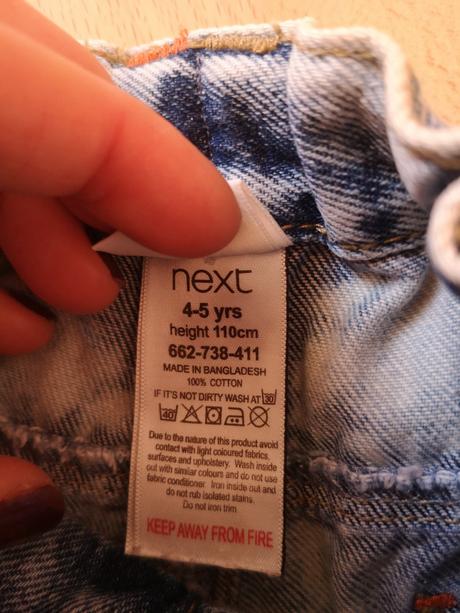 next
4-5 yrs
height 110cm
662-738-411
MADE IN BANGLADESH
100% COTTON
IF IT'S NOT DIRTY WASH AT 30
40
Due to the nature of this product avoid
contact with light coloured fabrics,
surfaces and upholstery. Wash inside
out with similar colours and do not use
fabric conditioner. Iron inside out and
do not rub isolated stains.
Do not iron trim
KEEP AWAY FROM FIRE